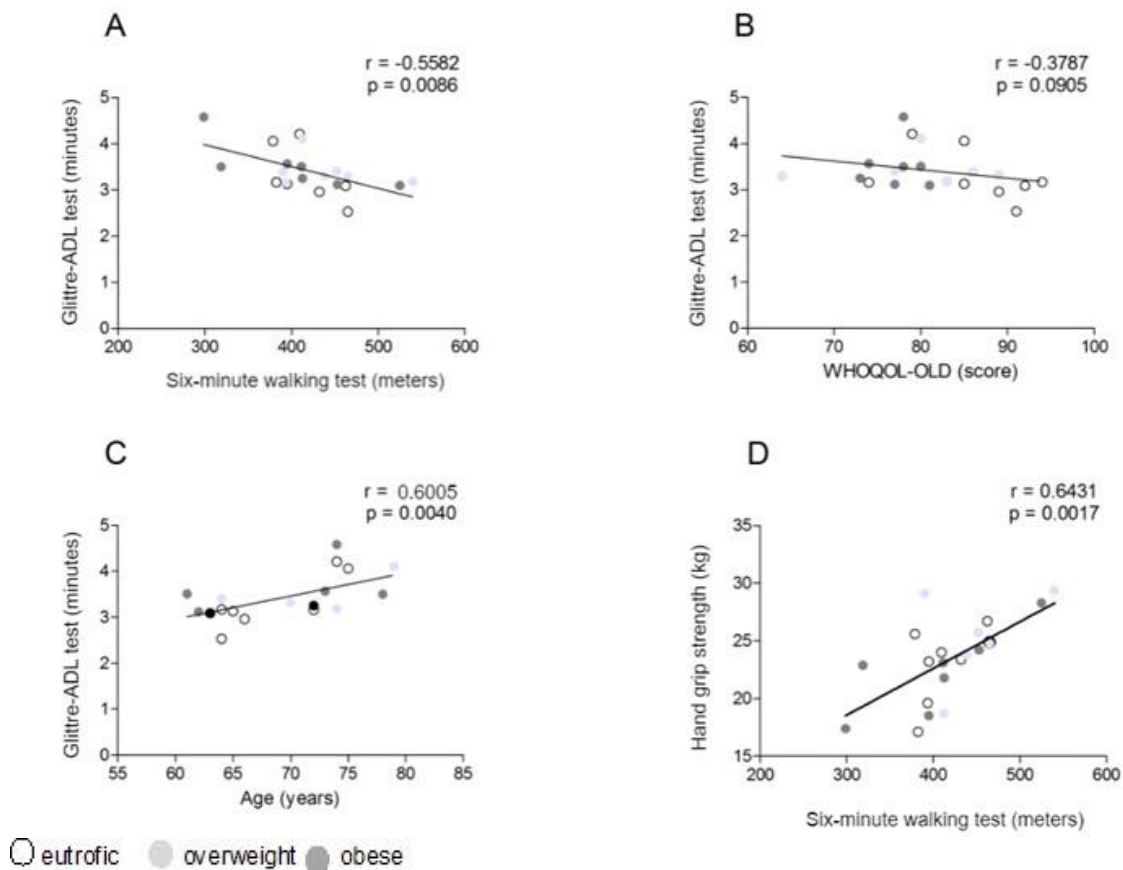 A
r = -0.5582
p = 0.0086
Glittre-ADL test (minutes)
5
4
3
2
1
0
200 300 400 500 600
Six-minute walking test (meters)
B
r = -0.3787
p = 0.0905
Glittre-ADL test (minutes)
5
4
3
2
1
0
60 70 80 90 100
WHOQOL-OLD (score)
C
r = 0.6005
p = 0.0040
Glittre-ADL test (minutes)
5
4
3
2
1
0
55 60 65 70 75 80 85
Age (years)
D
r = 0.6431
p = 0.0017
Hand grip strength (kg)
35
30
25
20
15
200 300 400 500 600
Six-minute walking test (meters)
eutrofic overweight obese